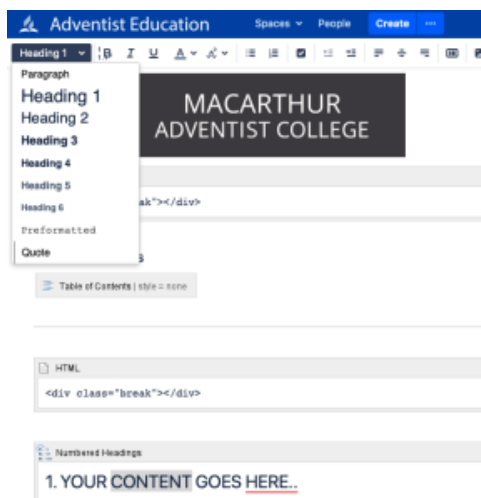 Adventist Education Spaces People Create ...
Heading 1 B I U A
Paragraph
Heading 1
Heading 2
Heading 3
Heading 4
Heading 5
Heading 6
Preformatted
Quote
MACARTHUR
ADVENTIST COLLEGE
ak"></div>
s
Table of Contents | style = none
HTML
<div class="break"></div>
Numbered Headings
1. YOUR CONTENT GOES HERE..